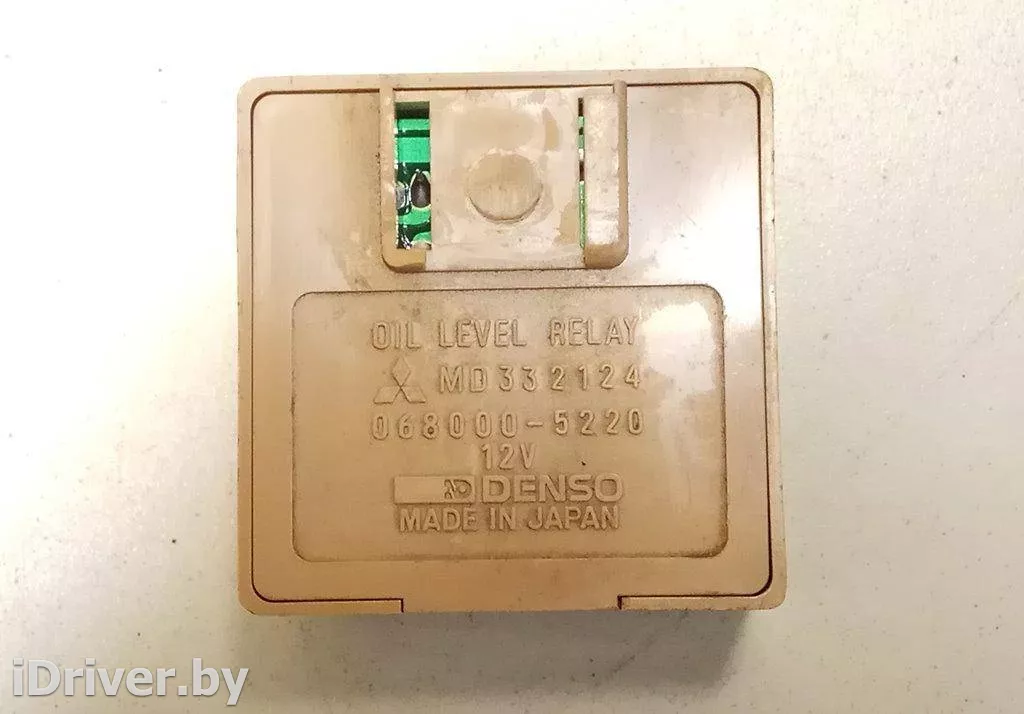 OIL LEVEL RELAY
MD332124
068000-5220
12V
DENSO
MADE IN JAPAN
iDriver.by